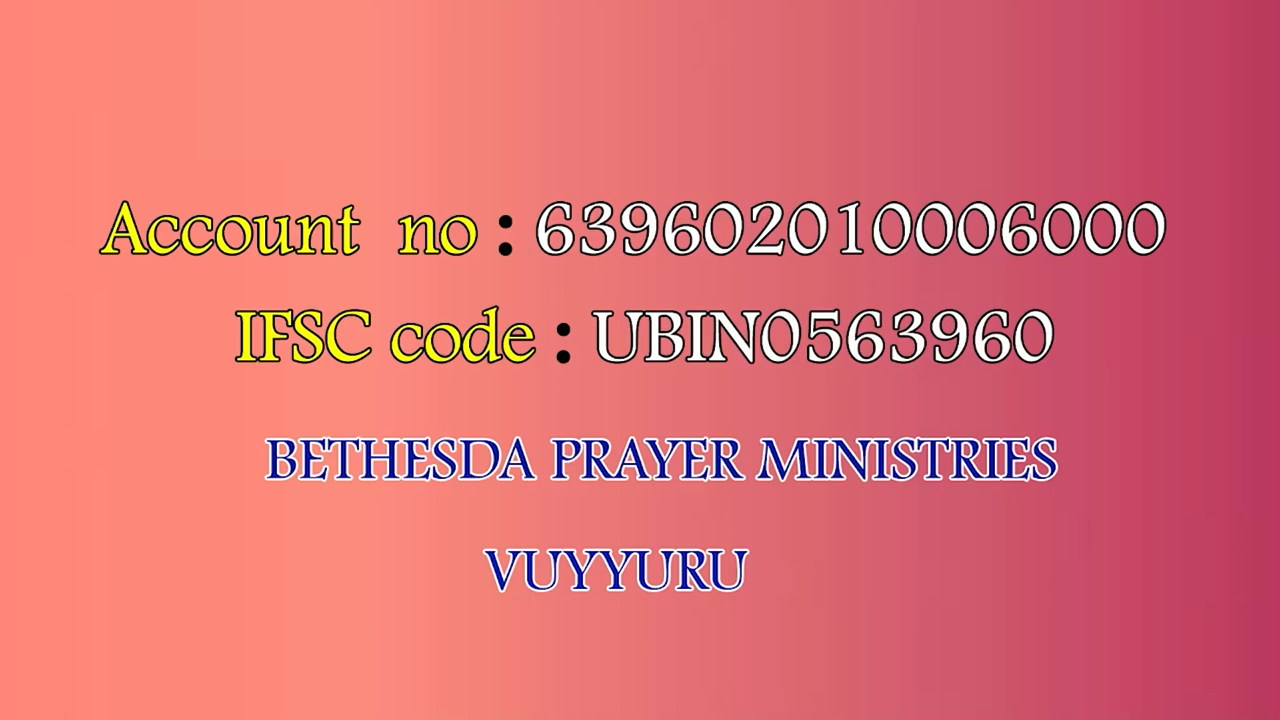 Account no : 639602010006000
IFSC code : UBIN0563960
BETHESDA PRAYER MINISTRIES
VUYYURU